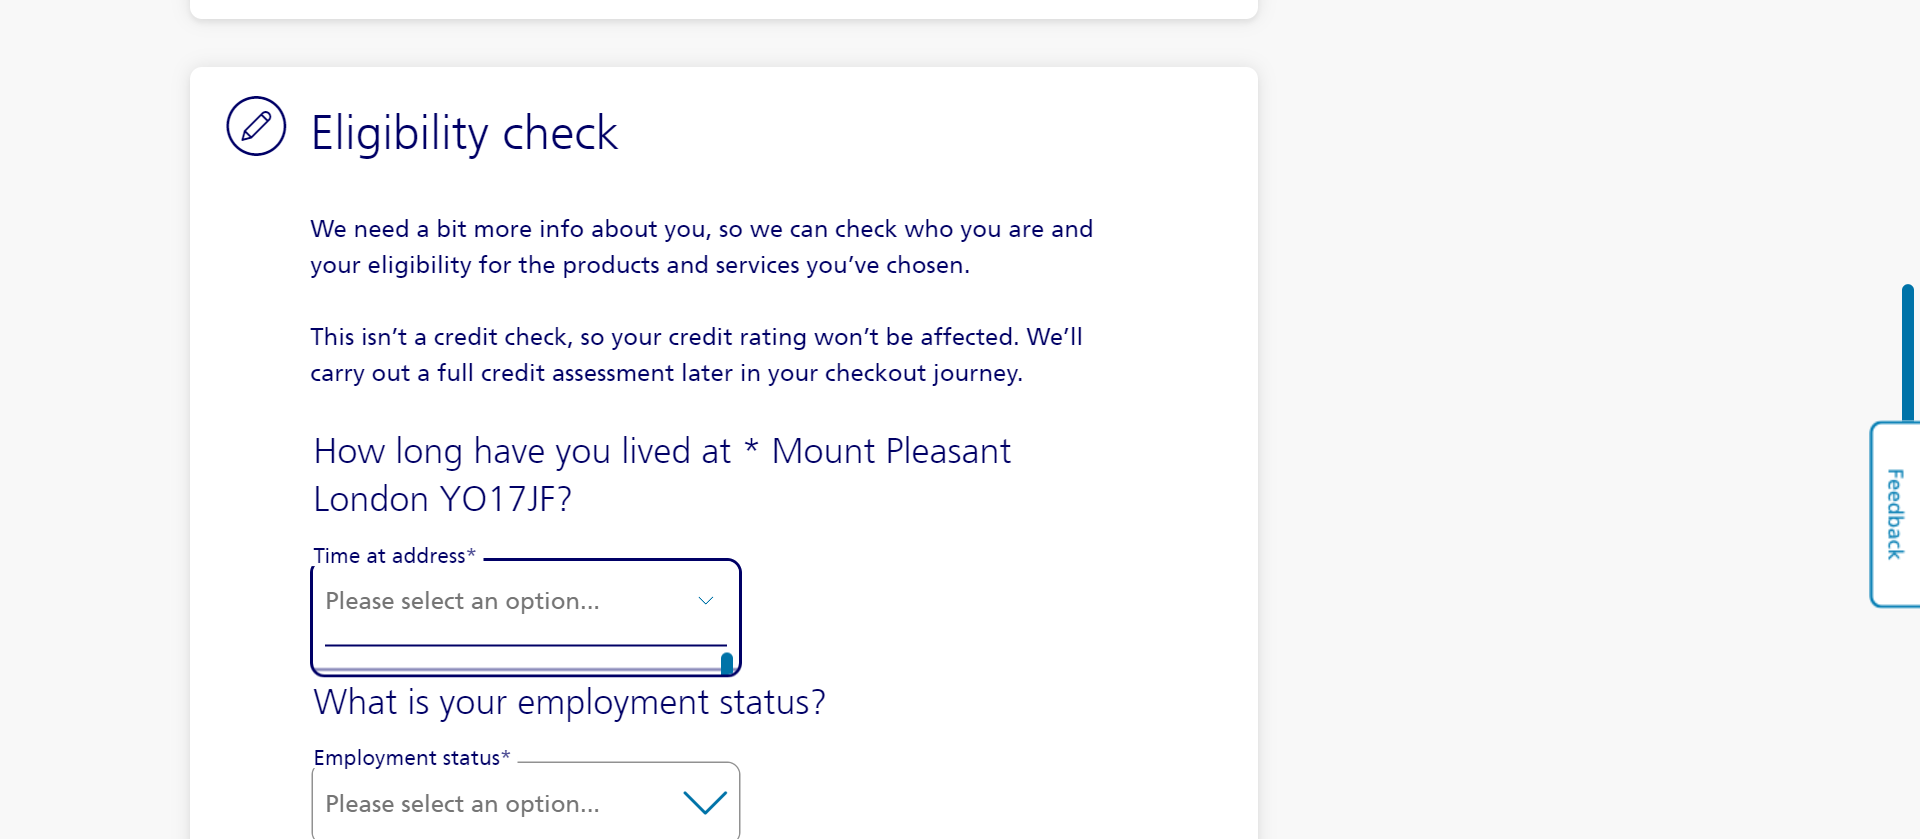 Eligibility check
We need a bit more info about you, so we can check who you are and
your eligibility for the products and services you’ve chosen.
This isn’t a credit check, so your credit rating won’t be affected. We’ll
carry out a full credit assessment later in your checkout journey.
How long have you lived at * Mount Pleasant
London YO17JF?
Time at address*
Please select an option...
What is your employment status?
Employment status*
Please select an option...
Feedback